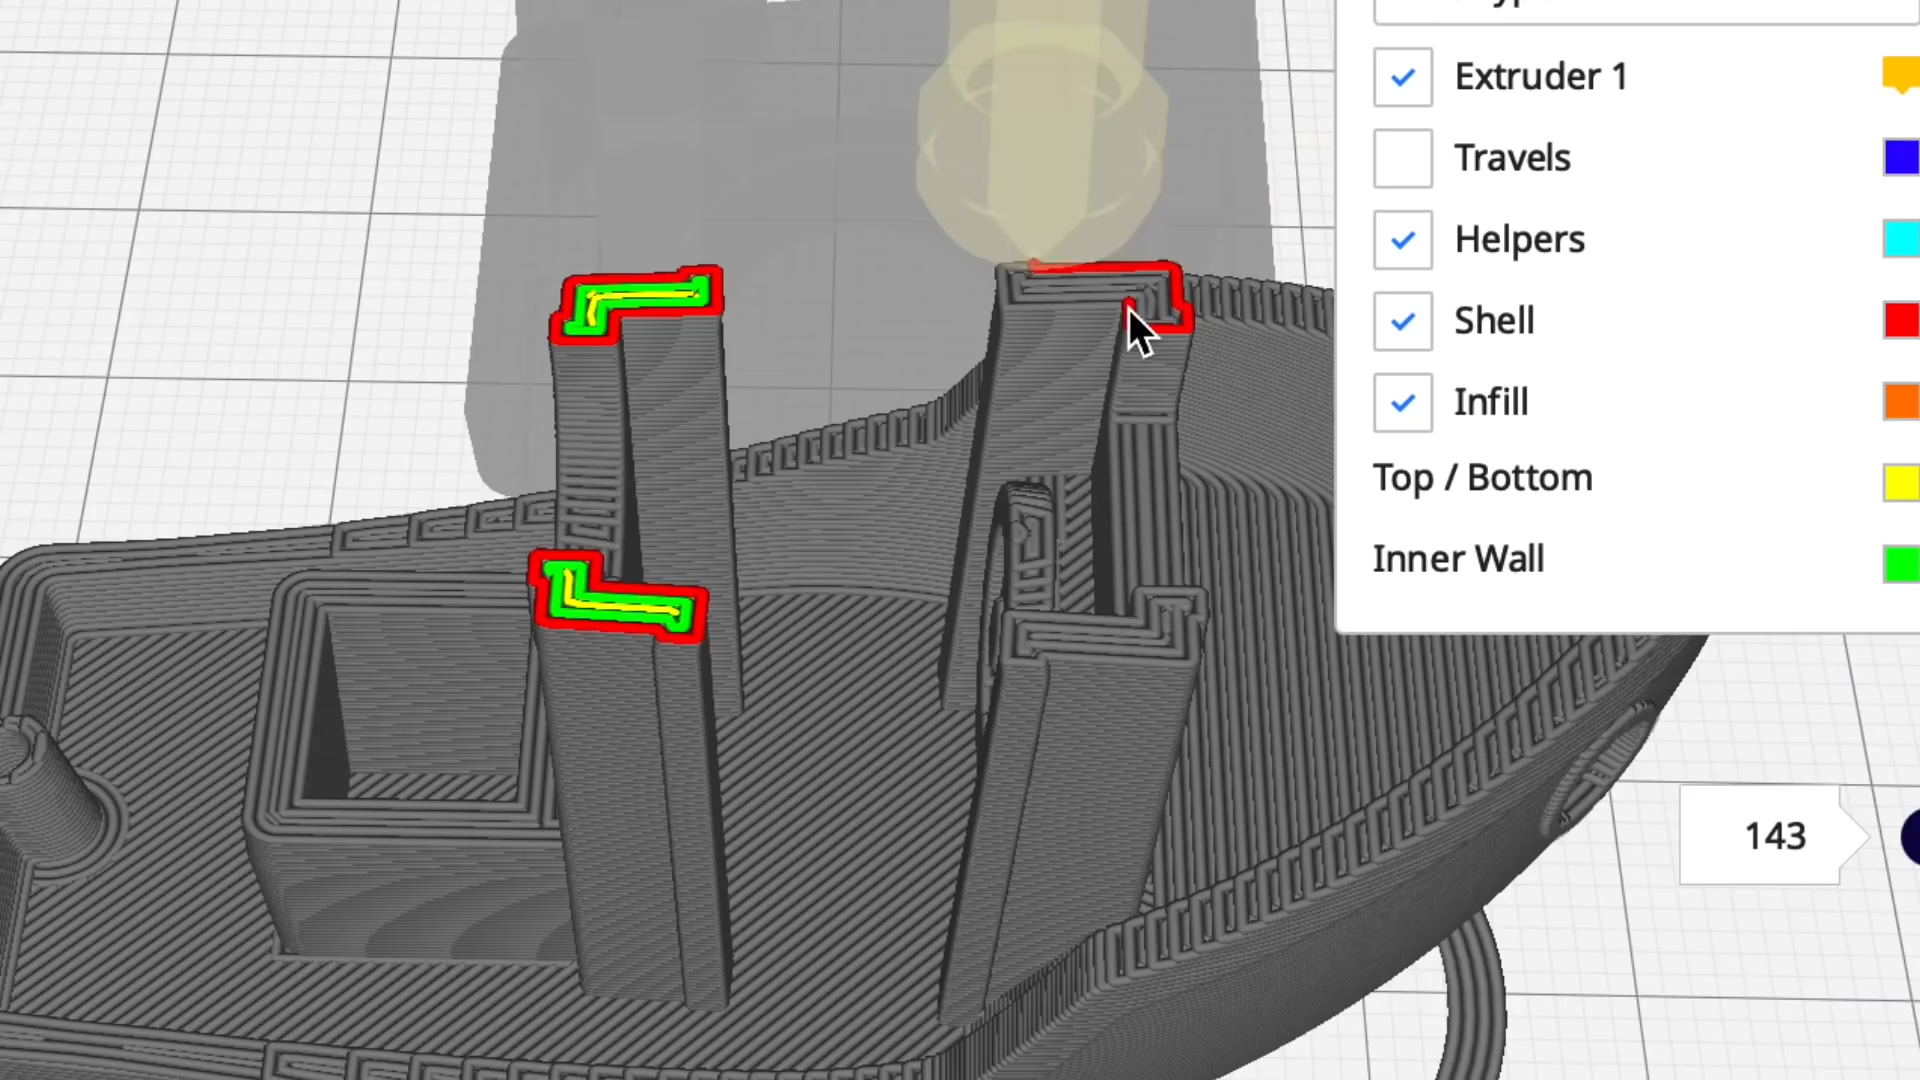 Extruder 1
Travels
Helpers
Shell
Infill
Top / Bottom
Inner Wall
143